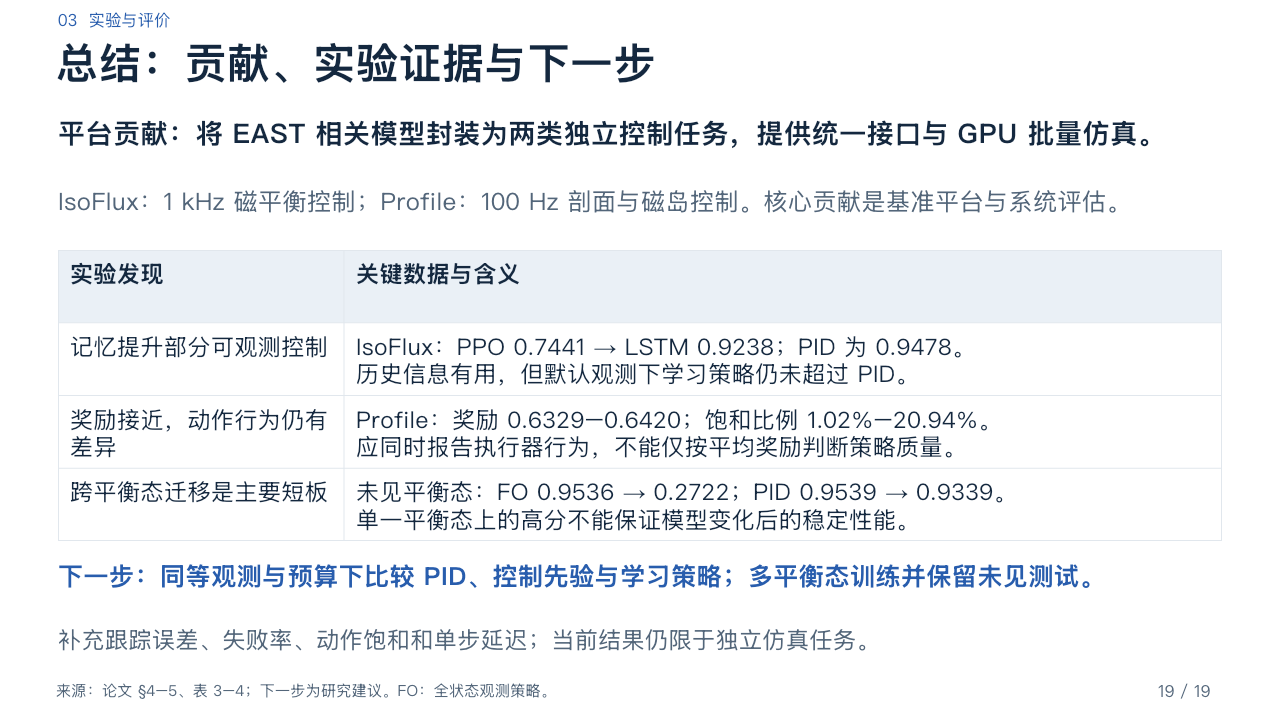 03 实验与评价
总结：贡献、实验证据与下一步
平台贡献：将 EAST 相关模型封装为两类独立控制任务，提供统一接口与 GPU 批量仿真。
IsoFlux：1 kHz 磁平衡控制；Profile：100 Hz 剖面与磁岛控制。核心贡献是基准平台与系统评估。
实验发现
关键数据与含义
记忆提升部分可观测控制
IsoFlux：PPO 0.7441 → LSTM 0.9238；PID 为 0.9478。
历史信息有用，但默认观测下学习策略仍未超过 PID。
奖励接近，动作行为仍有
差异
Profile：奖励 0.6329—0.6420；饱和比例 1.02%—20.94%。
应同时报告执行器行为，不能仅按平均奖励判断策略质量。
跨平衡态迁移是主要短板
未见平衡态：FO 0.9536 → 0.2722；PID 0.9539 → 0.9339。
单一平衡态上的高分不能保证模型变化后的稳定性能。
下一步：同等观测与预算下比较 PID、控制先验与学习策略；多平衡态训练并保留未见测试。
补充跟踪误差、失败率、动作饱和和单步延迟；当前结果仍限于独立仿真任务。
来源：论文 §4—5、表 3—4；下一步为研究建议。FO：全状态观测策略。
19 / 19